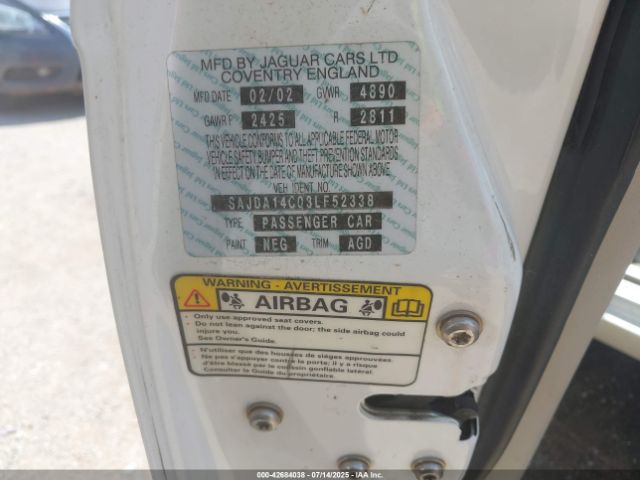 MFD BY JAGUAR CARS LTD
COVENTRY ENGLAND
MFD DATE 02/02 GVWR 4890
GAWR F 2425 R 2811
THIS VEHICLE CONFORMS TO ALL APPLICABLE FEDERAL MOTOR
VEHICLE SAFETY, BUMPER AND THEFT PREVENTION STANDARDS
IN EFFECT ON THE DATE OF MANUFACTURE SHOWN ABOVE
VEH IDENT. NO.
SAJDA14C03LF52338
TYPE PASSENGER CAR
PAINT NEG TRIM AGD
WARNING - AVERTISSEMENT
AIRBAG
Only use approved seat covers.
Do not lean against the door; the side airbag could
injure you.
See Owner's Guide.
N'utiliser que des housses de sièges approuvées.
Ne pas s'appuyer contre la porte; il y a risque
d'être blessé par le coussin gonflable latéral.
Consulter le Guide du propriétaire.
000-42684038 07/14/2025 IAAI.com